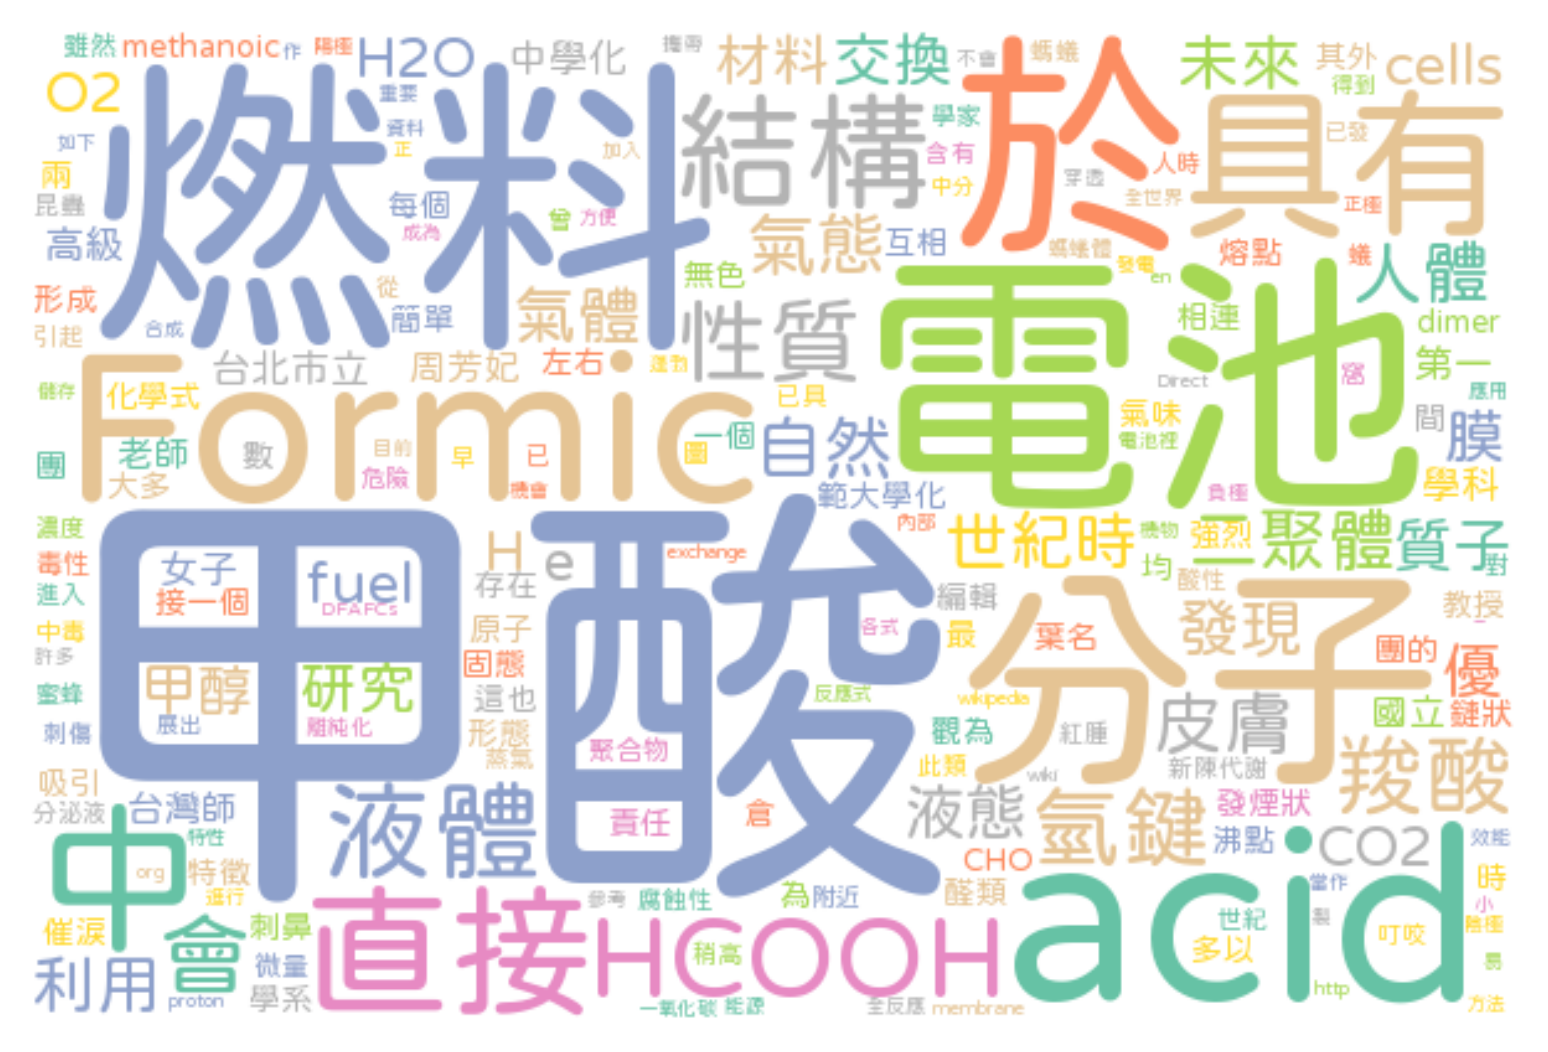 雖然 methanoic 作 陽極 H2O 中學化 攜帶 材料 交換 不會 螞蟻 未來 其外 cells
O2 重要 得到
燃料 結構 於 具有
如下 資料 正 加入 學家 含有 中分 穿透 人時 已發
兩 昆蟲 每個 成為 曾 方便 全世界 正極
高級 氣態 互相 螞蟻體 發電 en 熔點 蟻 人體
形成 引起 合成 從 簡單 氣體 無色 性質 電池 相連 dimer
台北市立 周芳妃 左右 Direct 窩 第一
儲存 化學式 Formic 已具 氣味 電池裡 應用
團 老師 大多 數 目前 危險 早 已 機會 圖 一個 自然 間 膜
範大學化 負極 學科
濃度 內部 世紀時 機物 均 強烈 二聚體 質子 對
毒性 進入 女子 接一個 fuel DFAFCs H 存在 e exchange 編輯 酸性 教授
甲酸 分子
中毒 許多 原子 各式 最 葉名 發現 團的 優
蜜蜂 甲醇 研究 固態 這也 反應式 wikipedia 國立 鏈狀
刺傷 展出 離純化 形態 蒸氣 聚合物 觀為 紅腫 皮膚 羧酸
吸引 此類 wiki 新陳代謝
分泌液 台灣師 液體 責任 倉 液態 氫鍵 發煙狀 沸點 CO2 效能
中 特性 org 特徵 進行 CHO 當作 時
參考 腐蝕性 為 附近 醛類 acid 小
催淚 會 刺鼻 直接 HCOOH 稍高 世紀 製 多以 叮咬 陰極
利用 微量 易
proton 學系 一氧化碳 能源 全反應 membrane http 方法